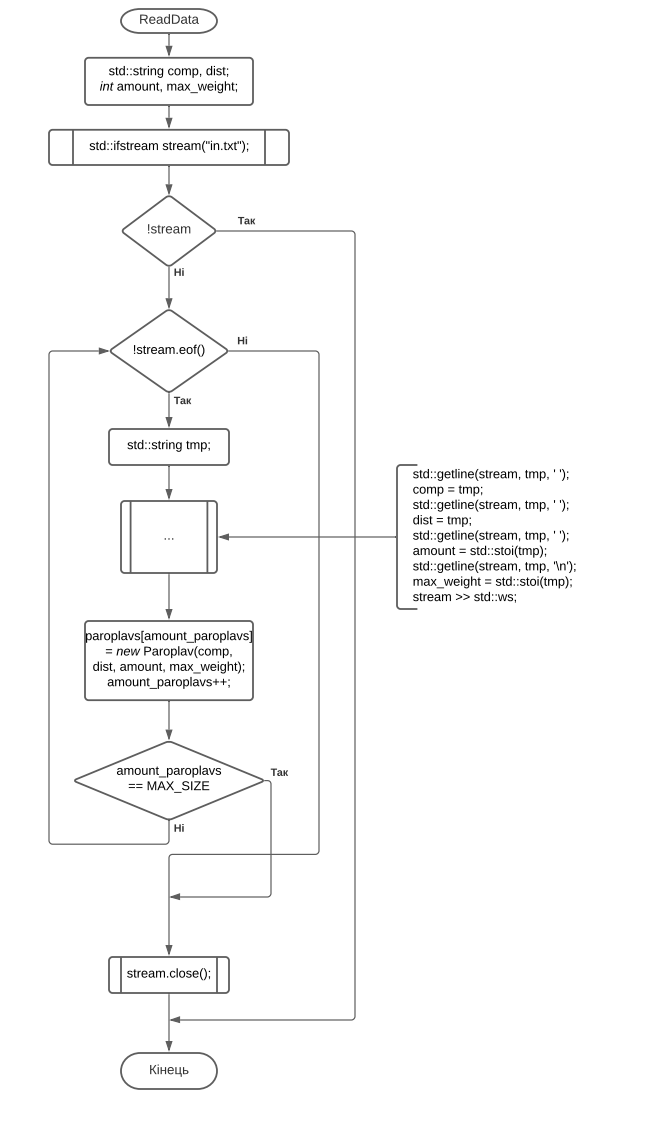 ReadData
std::string comp, dist;
int amount, max_weight;
std::ifstream stream("in.txt");
!stream
Так
Ні
!stream.eof()
Ні
Так
std::string tmp;
...
std::getline(stream, tmp, ' ');
comp = tmp;
std::getline(stream, tmp, ' ');
dist = tmp;
std::getline(stream, tmp, ' ');
amount = std::stoi(tmp);
std::getline(stream, tmp, '\n');
max_weight = std::stoi(tmp);
stream >> std::ws;
paroplavs[amount_paroplavs]
= new Paroplav(comp,
dist, amount, max_weight);
amount_paroplavs++;
amount_paroplavs
== MAX_SIZE
Так
Ні
stream.close();
Кінець